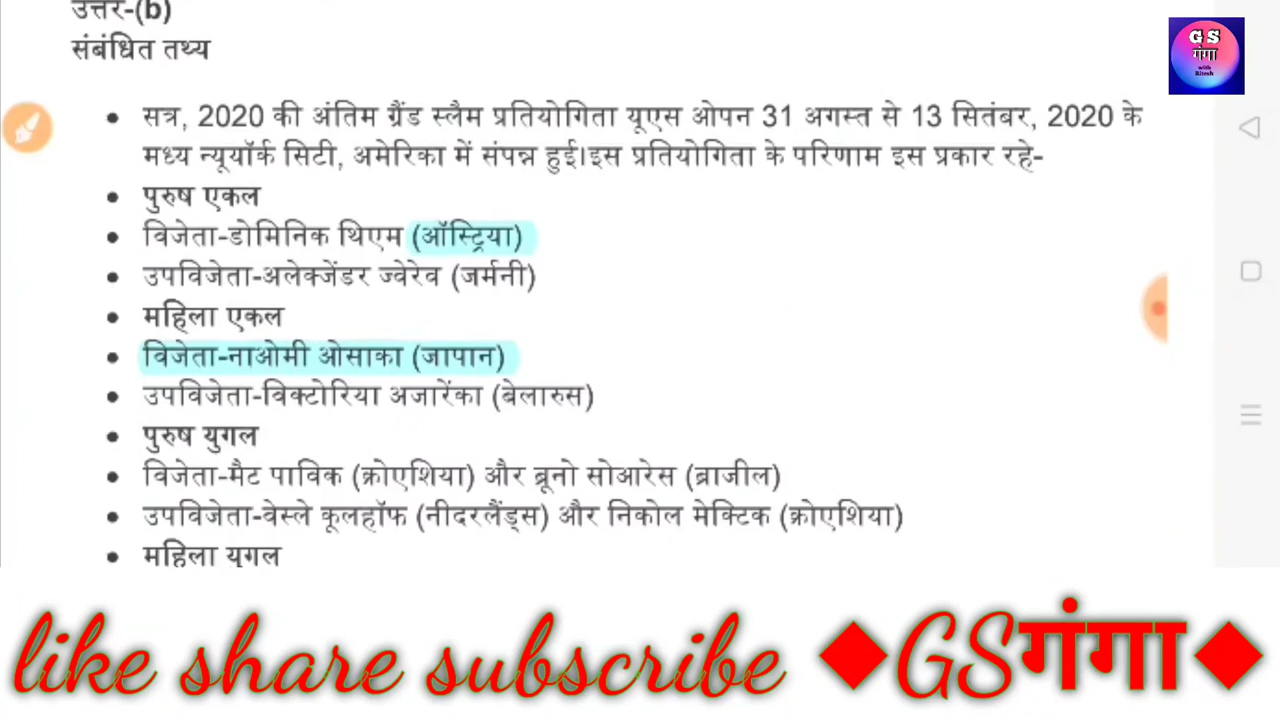 उत्तर-(b)
संबंधित तथ्य
G S
गंगा
with
Ritesh
• सत्र, 2020 की अंतिम ग्रैंड स्लैम प्रतियोगिता यूएस ओपन 31 अगस्त से 13 सितंबर, 2020 के
मध्य न्यूयॉर्क सिटी, अमेरिका में संपन्न हुई।इस प्रतियोगिता के परिणाम इस प्रकार रहे-
• पुरुष एकल
• विजेता-डोमिनिक थिएम (ऑस्ट्रिया)
• उपविजेता-अलेक्जेंडर ज्वेरेव (जर्मनी)
• महिला एकल
• विजेता-नाओमी ओसाका (जापान)
• उपविजेता-विक्टोरिया अजारेंका (बेलारुस)
• पुरुष युगल
• विजेता-मैट पाविक (क्रोएशिया) और ब्रूनो सोआरेस (ब्राजील)
• उपविजेता-वेस्ले कूलहॉफ (नीदरलैंड्स) और निकोल मेक्टिक (क्रोएशिया)
• महिला युगल
like share subscribe ◆GSगंगा◆